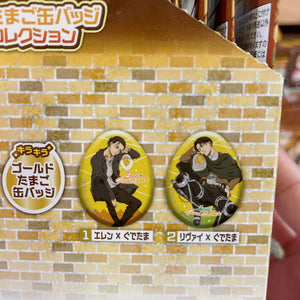 たまご缶バッジ
コレクション
キラキラ
ゴールド
たまご
缶バッジ
1 エレン×ぐでたま
2 リヴァイ×ぐでたま